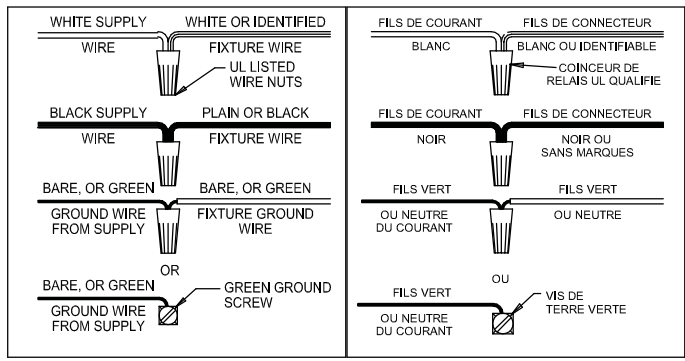 WHITE SUPPLY
WIRE
WHITE OR IDENTIFIED
FIXTURE WIRE
UL LISTED
WIRE NUTS
BLACK SUPPLY
WIRE
PLAIN OR BLACK
FIXTURE WIRE
BARE, OR GREEN
GROUND WIRE
FROM SUPPLY
BARE, OR GREEN
FIXTURE GROUND
WIRE
OR
BARE, OR GREEN
GROUND WIRE
FROM SUPPLY
GREEN GROUND
SCREW
FILS DE COURANT
BLANC
FILS DE CONNECTEUR
BLANC OU IDENTIFIABLE
COINCEUR DE
RELAIS UL QUALIFIE
FILS DE COURANT
NOIR
FILS DE CONNECTEUR
NOIR OU
SANS MARQUES
FILS VERT
OU NEUTRE
DU COURANT
FILS VERT
OU NEUTRE
OU
FILS VERT
OU NEUTRE
DU COURANT
VIS DE
TERRE VERTE